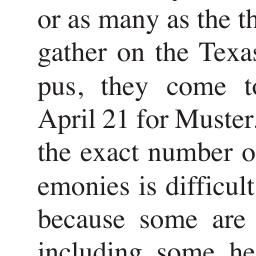 or as many as the th
gather on the Texas
pus, they come to
April 21 for Muster.
the exact number o
emonies is difficult
because some are
including some he